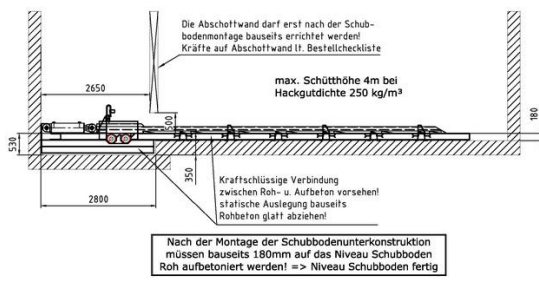 Die Abschottwand darf erst nach der Schub-
bodenmontage bauseits errichtet werden!
Kräfte auf Abschottwand lt. Bestellcheckliste
max. Schütthöhe 4m bei
Hackgutdichte 250 kg/m³
2650
500
180
530
350
Kraftschlüssige Verbindung
zwischen Roh- u. Aufbeton vorsehen!
statische Auslegung bauseits
Rohbeton glatt abziehen!
2800
Nach der Montage der Schubbodenunterkonstruktion
müssen bauseits 180mm auf das Niveau Schubboden
Roh aufbetoniert werden! => Niveau Schubboden fertig